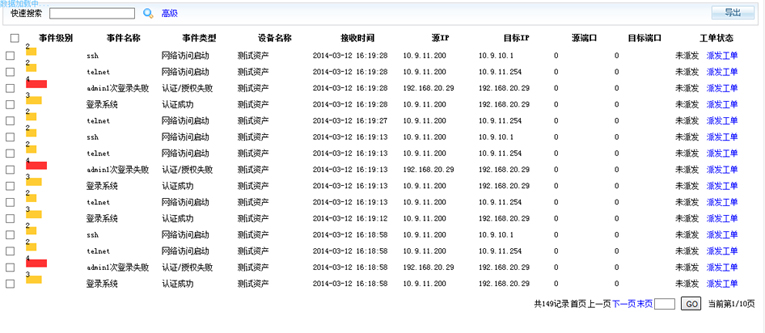 数据加载中...
快速搜索 高级 导出
事件级别 事件名称 事件类型 设备名称 接收时间 源IP 目标IP 源端口 目标端口 工单状态
2 ssh 网络访问启动 测试资产 2014-03-12 16:19:28 10.9.11.200 10.9.10.1 0 0 未派发 派发工单
2 telnet 网络访问启动 测试资产 2014-03-12 16:19:28 10.9.11.200 10.9.11.254 0 0 未派发 派发工单
4 admin1次登录失败 认证/授权失败 测试资产 2014-03-12 16:19:28 192.168.20.29 192.168.20.29 0 0 未派发 派发工单
3 登录系统 认证成功 测试资产 2014-03-12 16:19:28 10.9.11.200 192.168.20.29 0 0 未派发 派发工单
2 telnet 网络访问启动 测试资产 2014-03-12 16:19:27 10.9.11.200 10.9.11.254 0 0 未派发 派发工单
2 ssh 网络访问启动 测试资产 2014-03-12 16:19:13 10.9.11.200 10.9.10.1 0 0 未派发 派发工单
2 telnet 网络访问启动 测试资产 2014-03-12 16:19:13 10.9.11.200 10.9.11.254 0 0 未派发 派发工单
4 admin1次登录失败 认证/授权失败 测试资产 2014-03-12 16:19:13 192.168.20.29 192.168.20.29 0 0 未派发 派发工单
3 登录系统 认证成功 测试资产 2014-03-12 16:19:13 10.9.11.200 192.168.20.29 0 0 未派发 派发工单
2 telnet 网络访问启动 测试资产 2014-03-12 16:19:13 10.9.11.200 10.9.11.254 0 0 未派发 派发工单
3 登录系统 认证成功 测试资产 2014-03-12 16:19:12 10.9.11.200 192.168.20.29 0 0 未派发 派发工单
2 ssh 网络访问启动 测试资产 2014-03-12 16:18:58 10.9.11.200 10.9.10.1 0 0 未派发 派发工单
2 telnet 网络访问启动 测试资产 2014-03-12 16:18:58 10.9.11.200 10.9.11.254 0 0 未派发 派发工单
4 admin1次登录失败 认证/授权失败 测试资产 2014-03-12 16:18:58 192.168.20.29 192.168.20.29 0 0 未派发 派发工单
3 登录系统 认证成功 测试资产 2014-03-12 16:18:58 10.9.11.200 192.168.20.29 0 0 未派发 派发工单
共149记录 首页 上一页 下一页 末页 GO 当前第1/10页